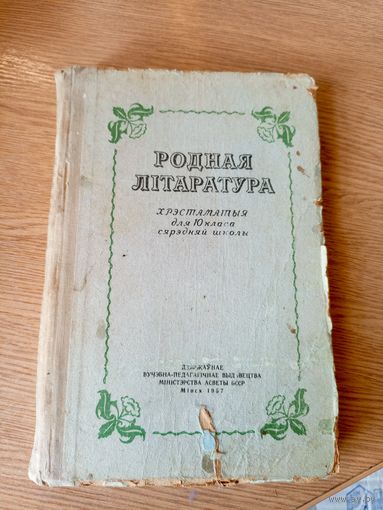 РОДНАЯ
ЛІТАРАТУРА
ХРЭСТАМАТЫЯ
для 10 класа
сярэдняй школы
ДЗЯРЖАЎНАЕ
ВУЧЭБНА-ПЕДАГАГІЧНАЕ ВЫДАВЕЦТВА
МІНІСТЭРСТВА АСВЕТЫ БССР
Мінск 1957